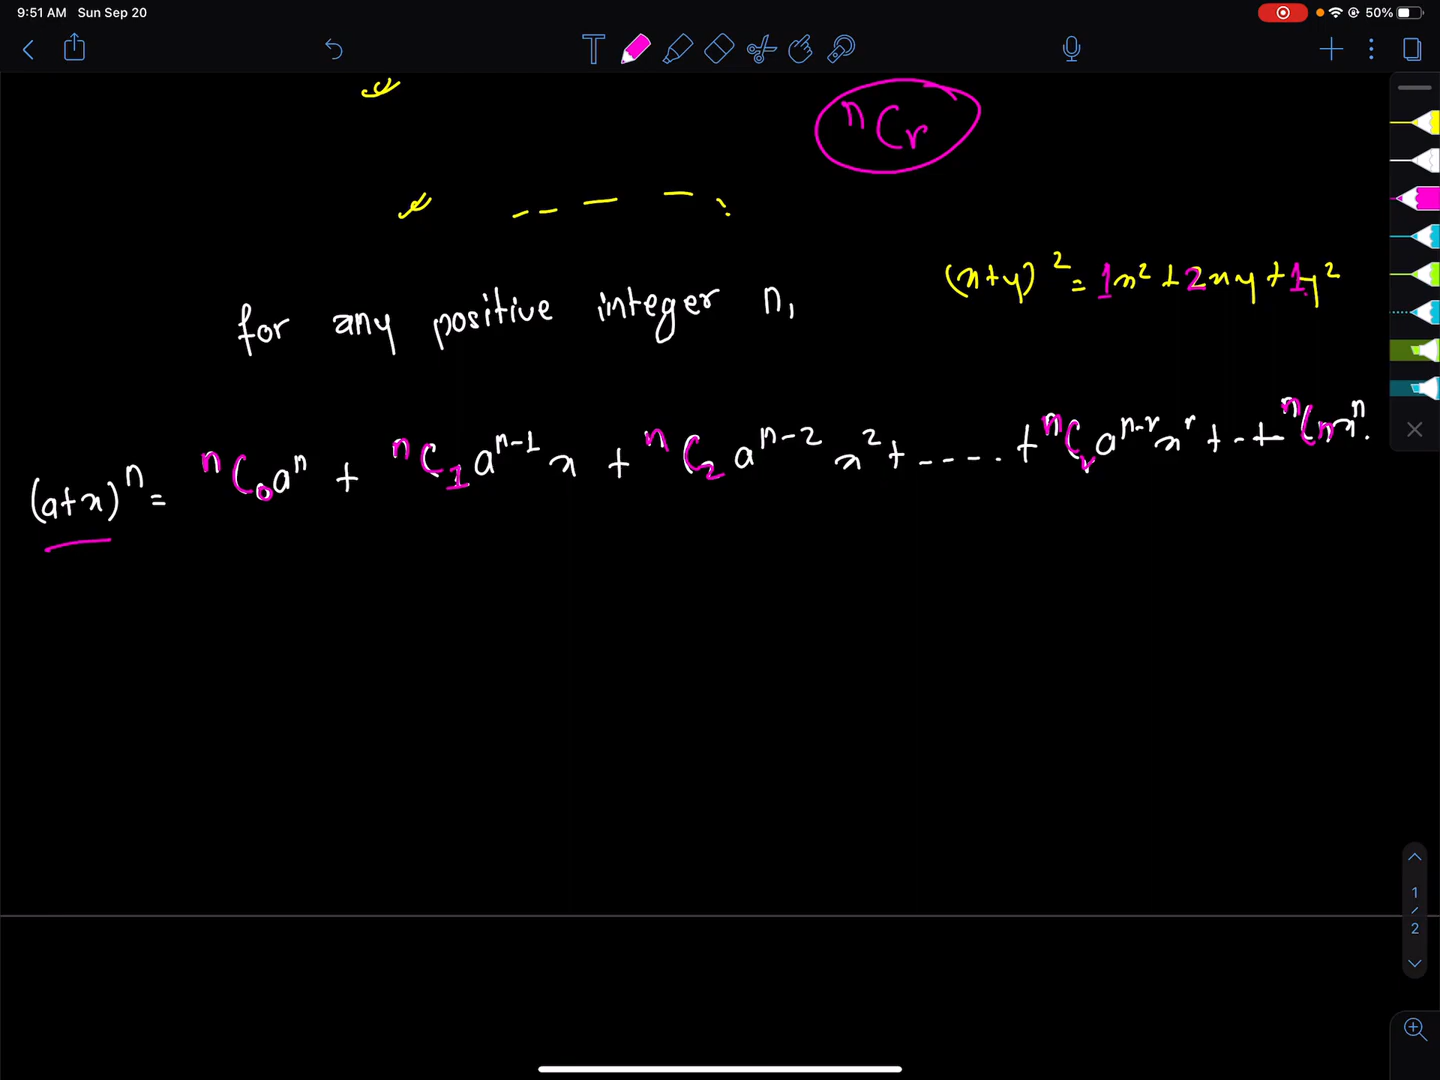 9:51 AM Sun Sep 20
50%
T
ⁿCᵣ
(x+y)² = 1x² + 2xy + 1y²
for any positive integer n,
(a+x)ⁿ = ⁿC₀aⁿ + ⁿC₁aⁿ⁻¹x + ⁿC₂aⁿ⁻²x² + ..... + ⁿCᵣaⁿ⁻ʳxʳ + -- + ⁿCₙxⁿ.
1
/
2